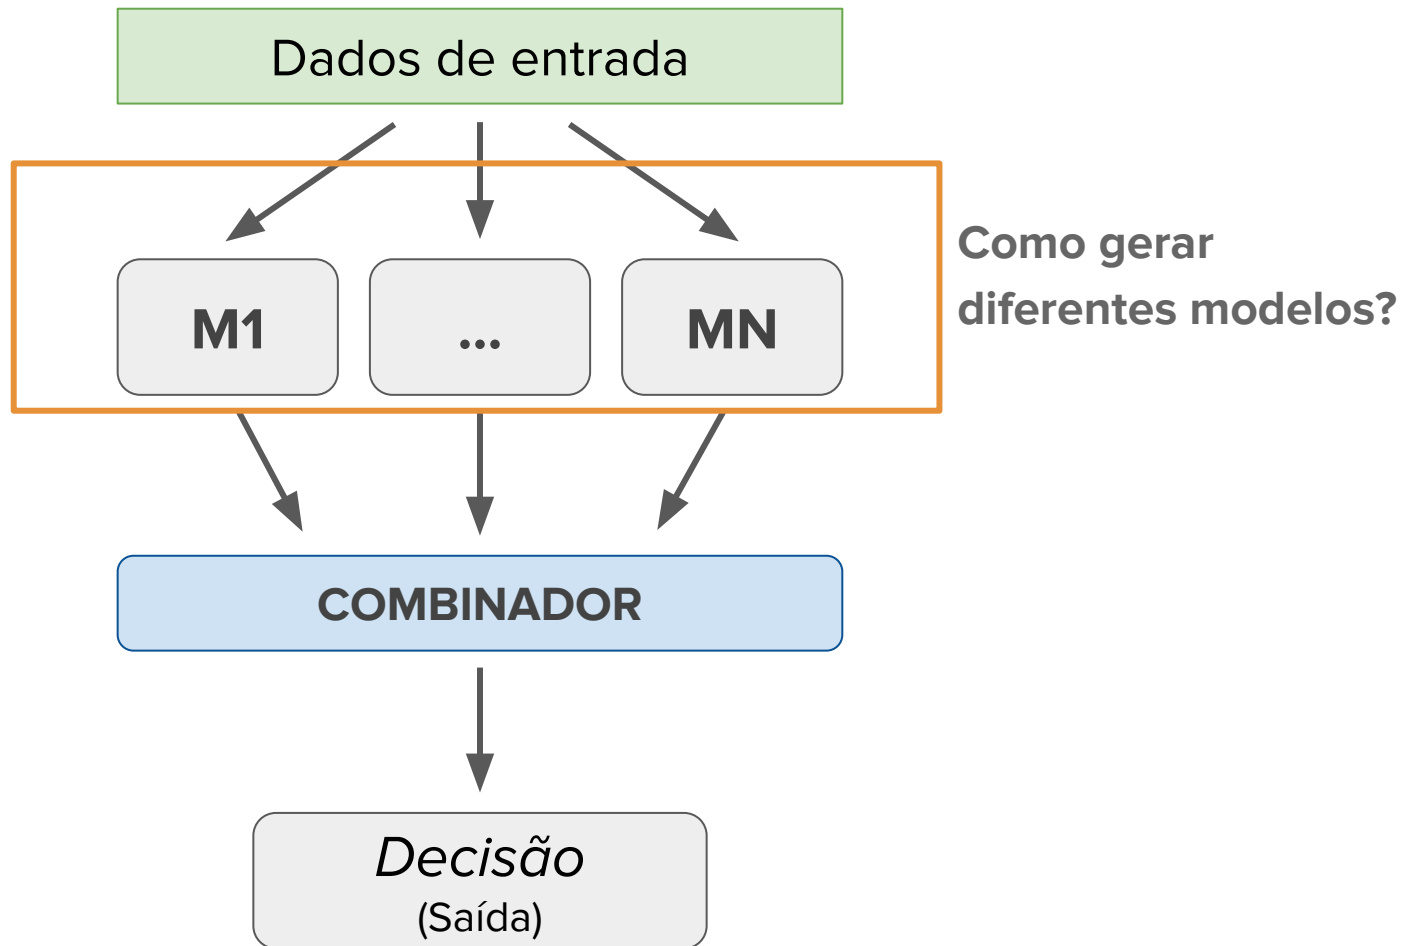 Dados de entrada
Como gerar
diferentes modelos?
M1
...
MN
COMBINADOR
Decisão
(Saída)